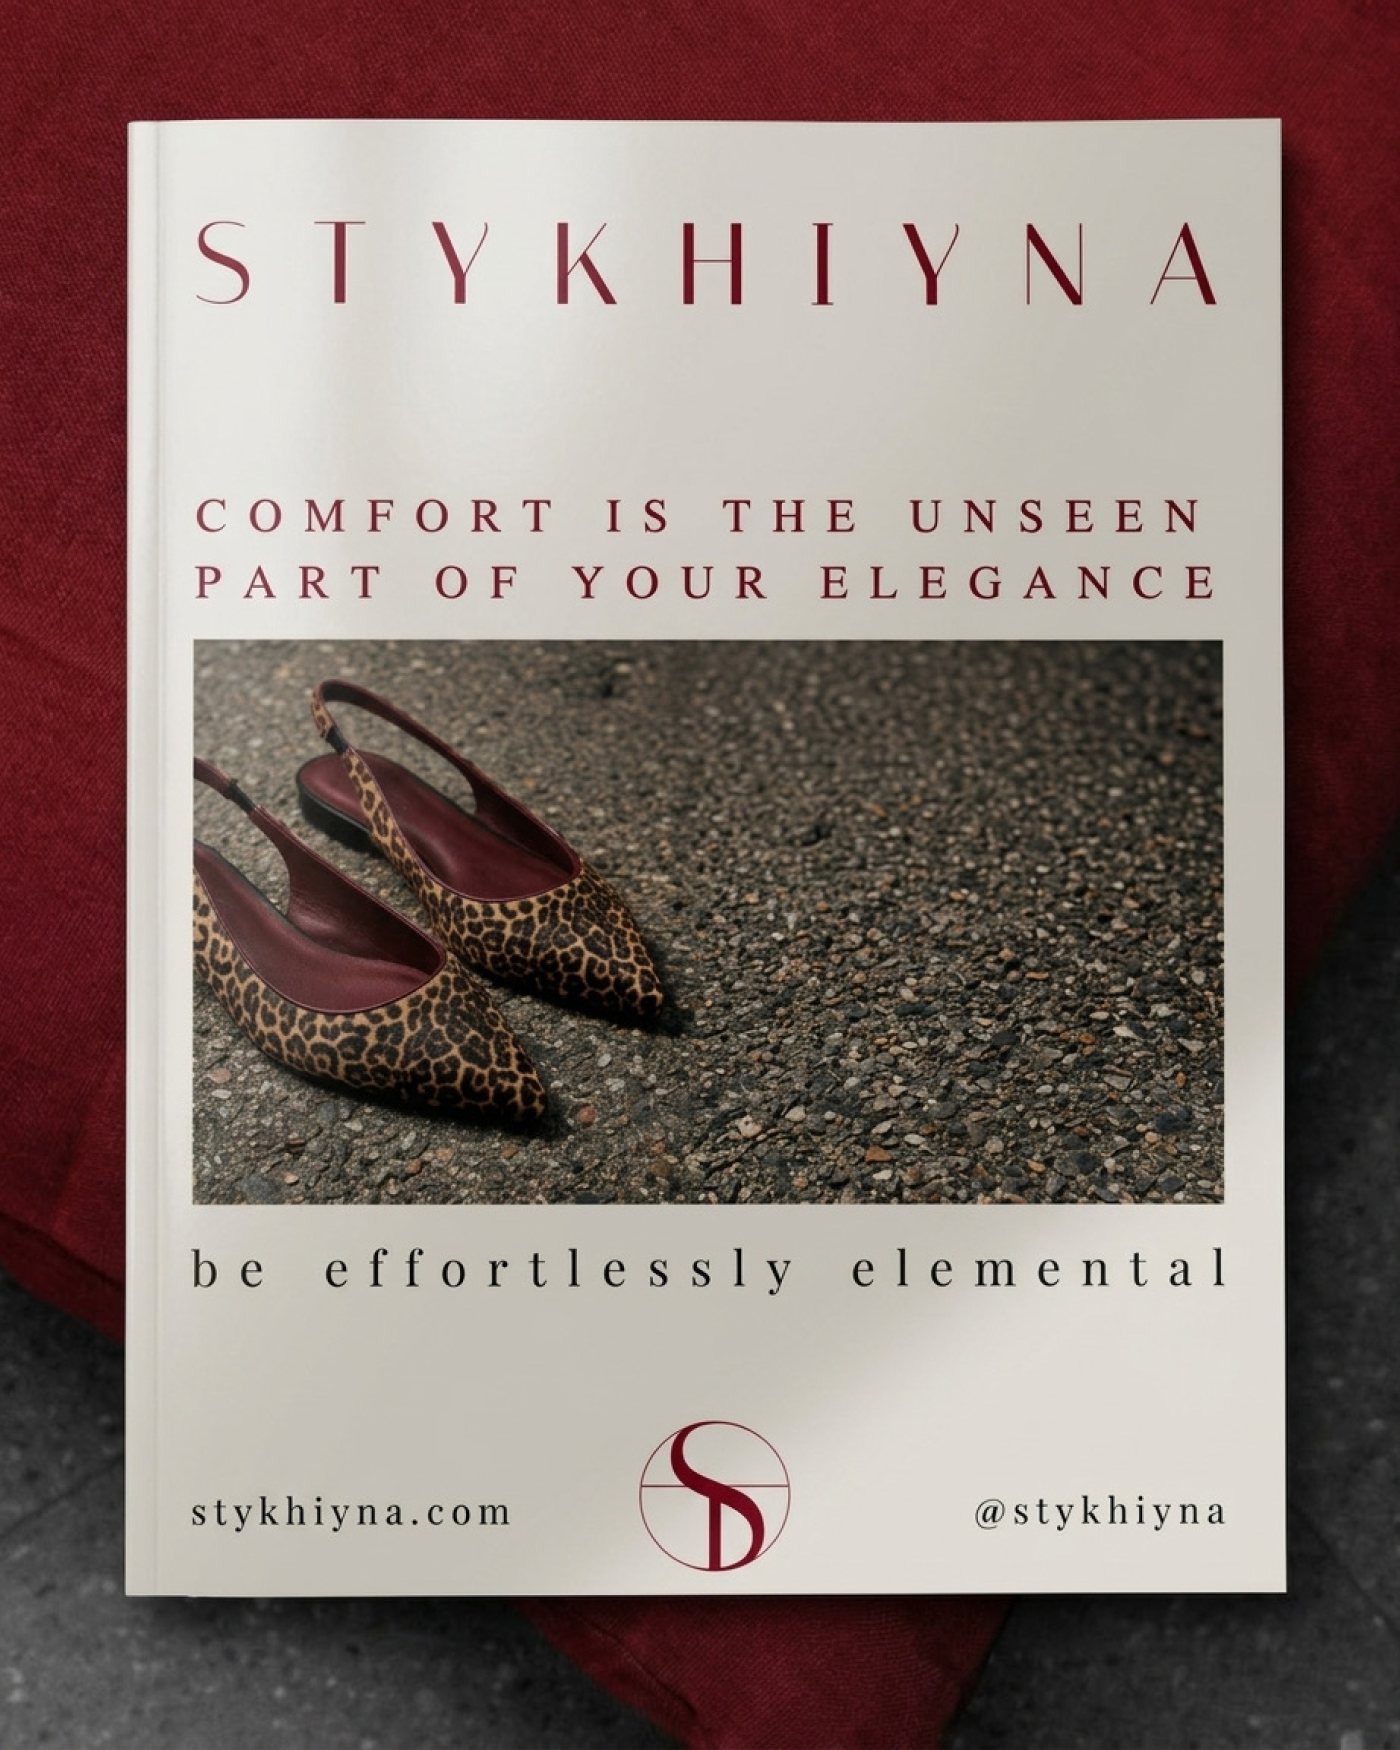 STYKHIYNA
COMFORT IS THE UNSEEN
PART OF YOUR ELEGANCE
be effortlessly elemental
stykhiyna.com
@stykhiyna